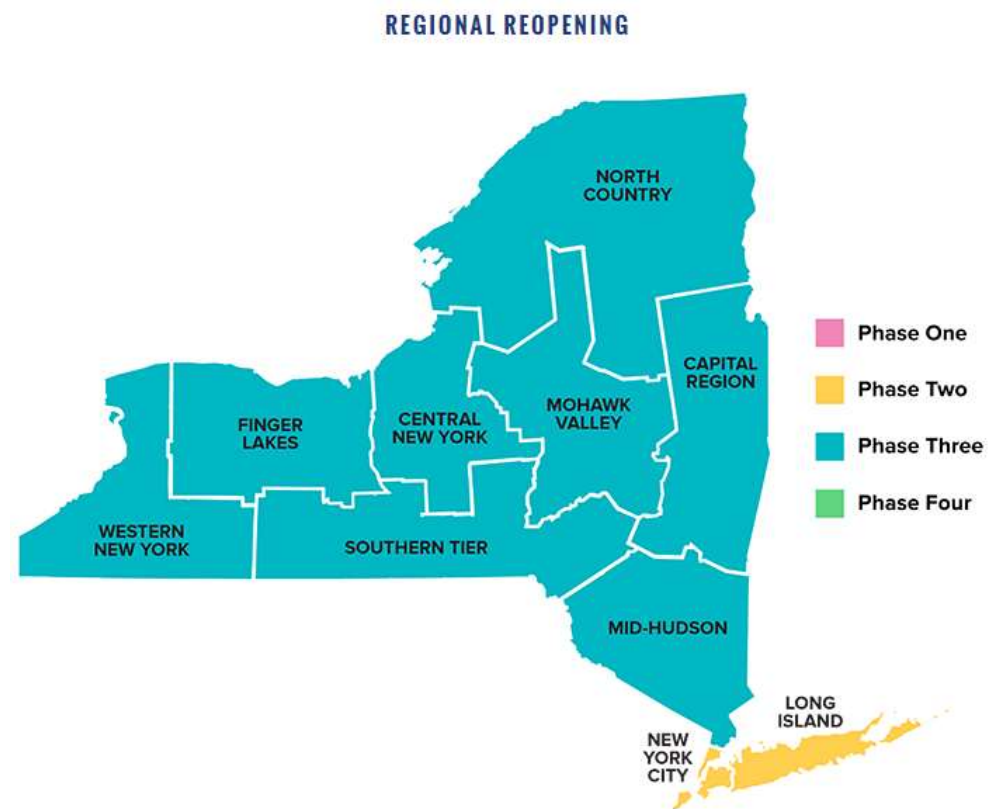 REGIONAL REOPENING
NORTH
COUNTRY
CAPITAL
REGION
MOHAWK
VALLEY
CENTRAL
NEW YORK
FINGER
LAKES
WESTERN
NEW YORK
SOUTHERN TIER
MID-HUDSON
LONG
ISLAND
NEW
YORK
CITY
Phase One
Phase Two
Phase Three
Phase Four